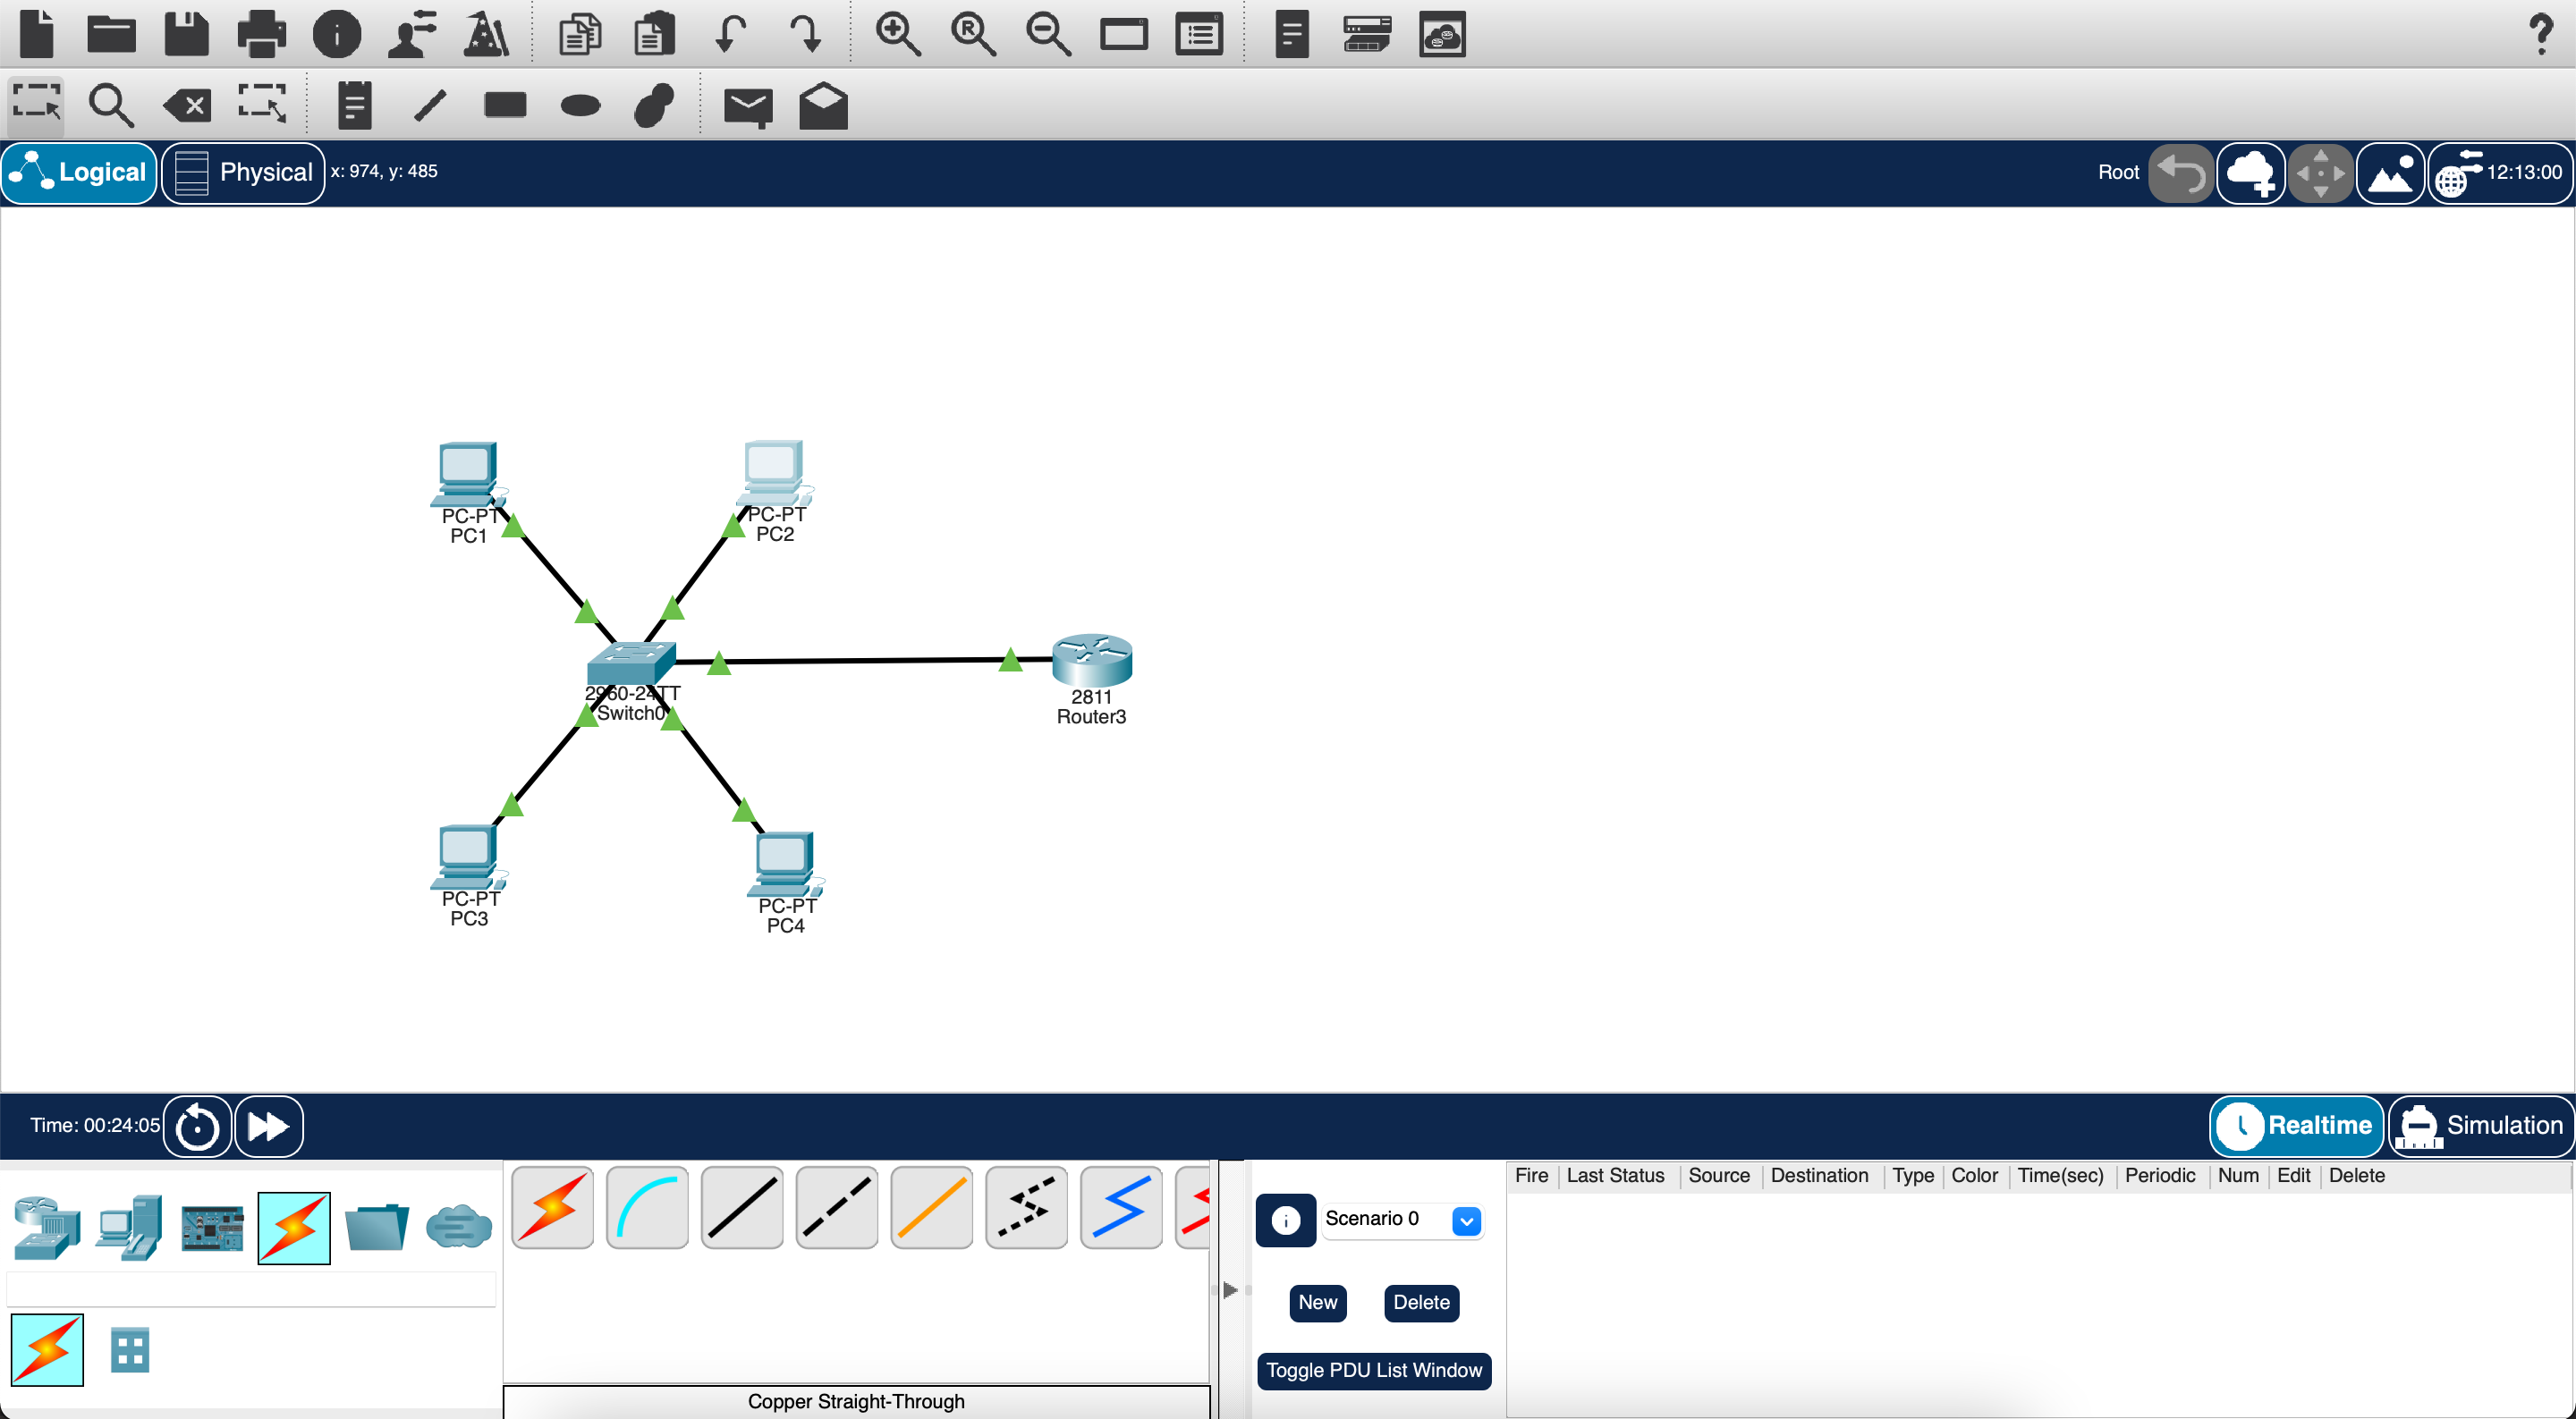 Logical
Physical
x: 974, y: 485
Root
12:13:00
PC-PT
PC1
PC-PT
PC2
2960-24TT
Switch0
2811
Router3
PC-PT
PC3
PC-PT
PC4
Time: 00:24:05
Realtime
Simulation
Fire Last Status Source Destination Type Color Time(sec) Periodic Num Edit Delete
Scenario 0
New
Delete
Toggle PDU List Window
Copper Straight-Through